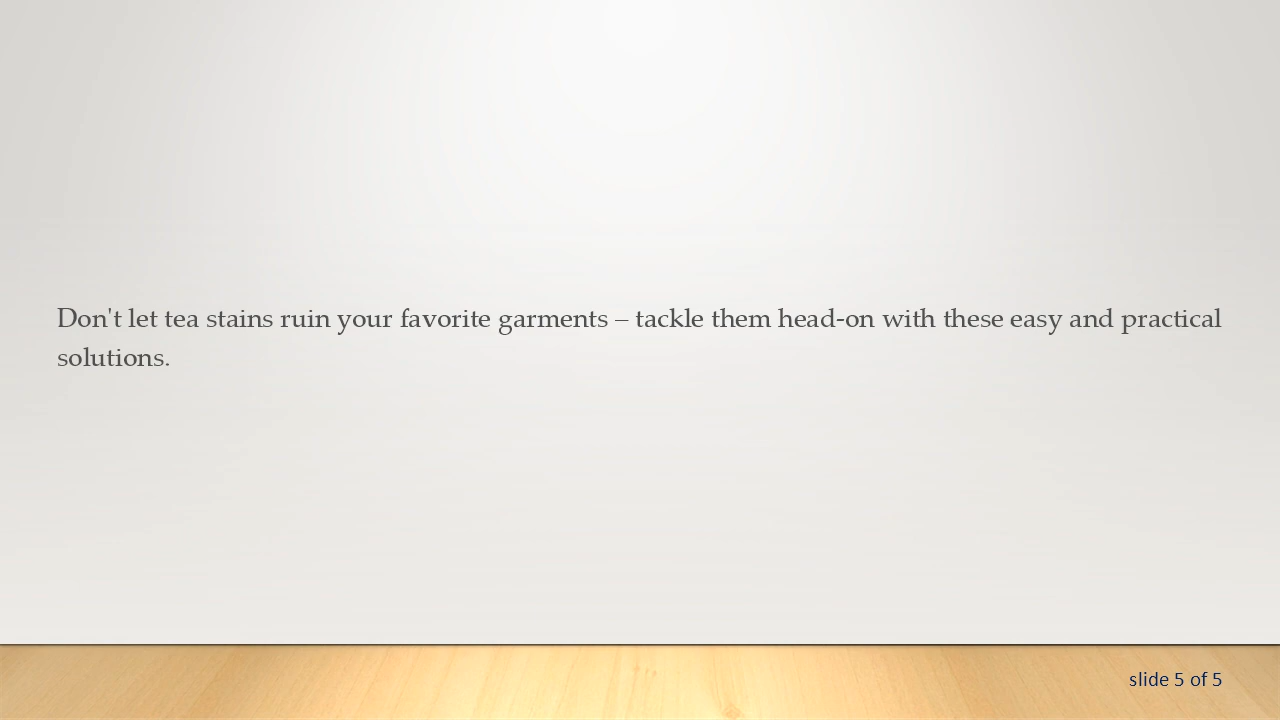 Don't let tea stains ruin your favorite garments – tackle them head-on with these easy and practical
solutions.
slide 5 of 5